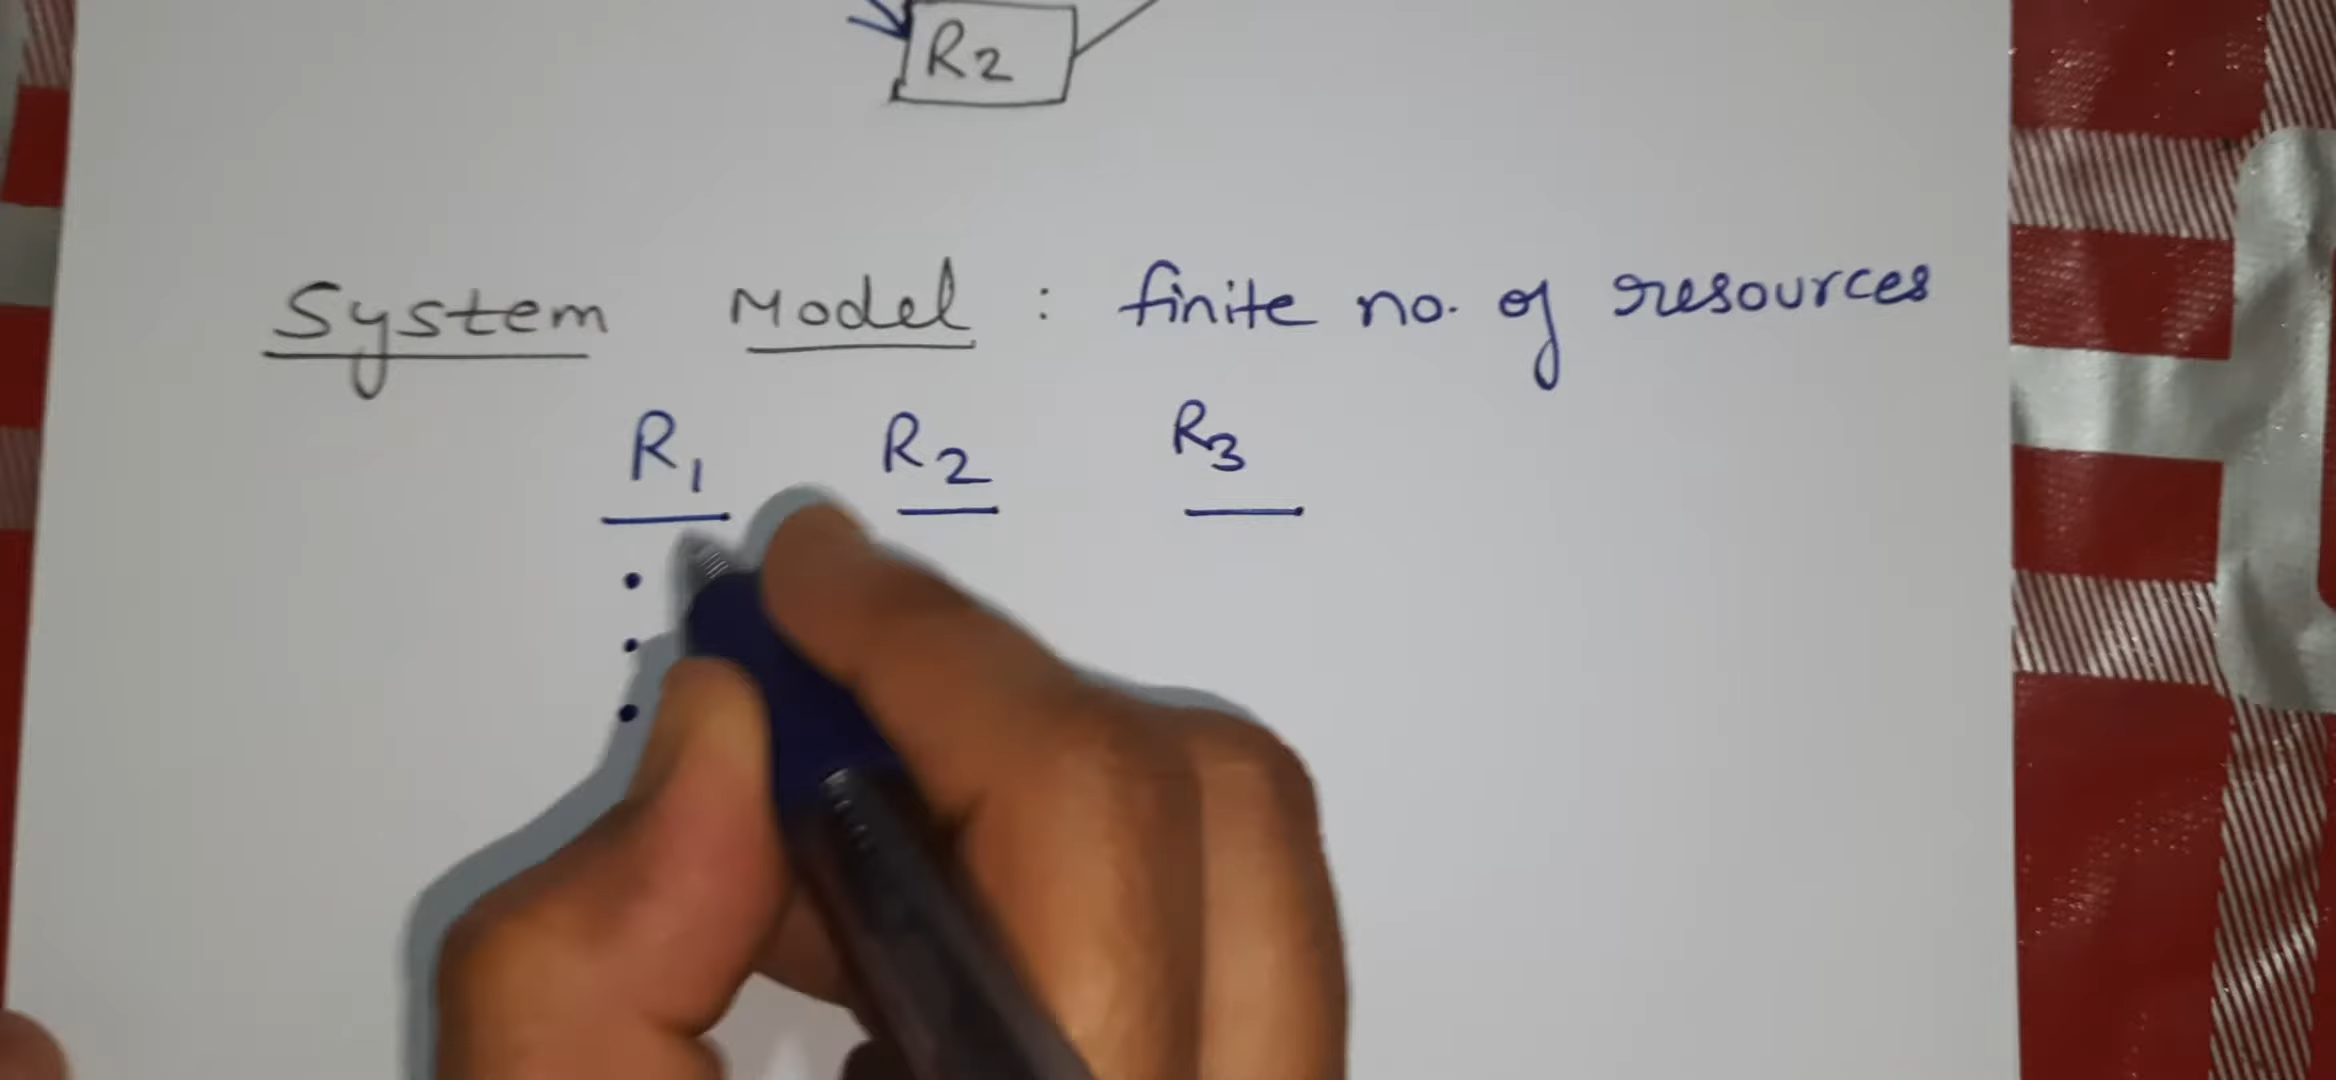 R2
System Model : finite no. of resources
R1 R2 R3